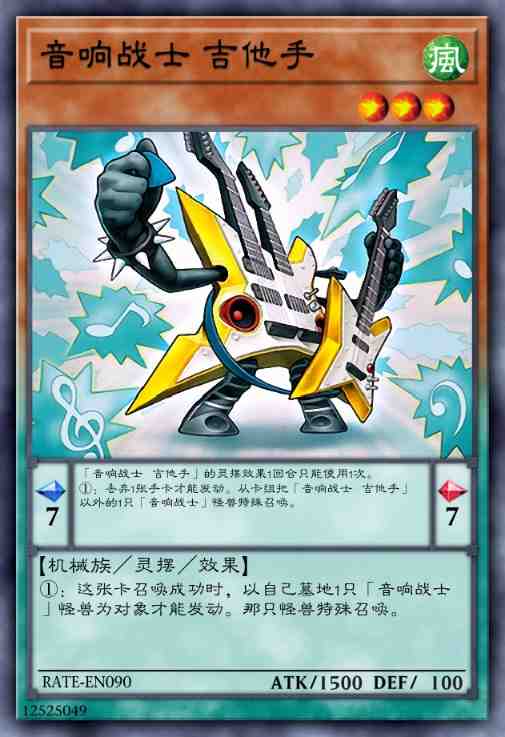 音响战士 吉他手
風
「音响战士 吉他手」的灵摆效果1回合只能使用1次。
①：丢弃1张手卡才能发动。从卡组把「音响战士 吉他手」
以外的1只「音响战士」怪兽特殊召唤。
7
7
【机械族／灵摆／效果】
①：这张卡召唤成功时，以自己墓地1只「音响战士
」怪兽为对象才能发动。那只怪兽特殊召唤。
RATE-EN090
ATK/1500 DEF/ 100
12525049